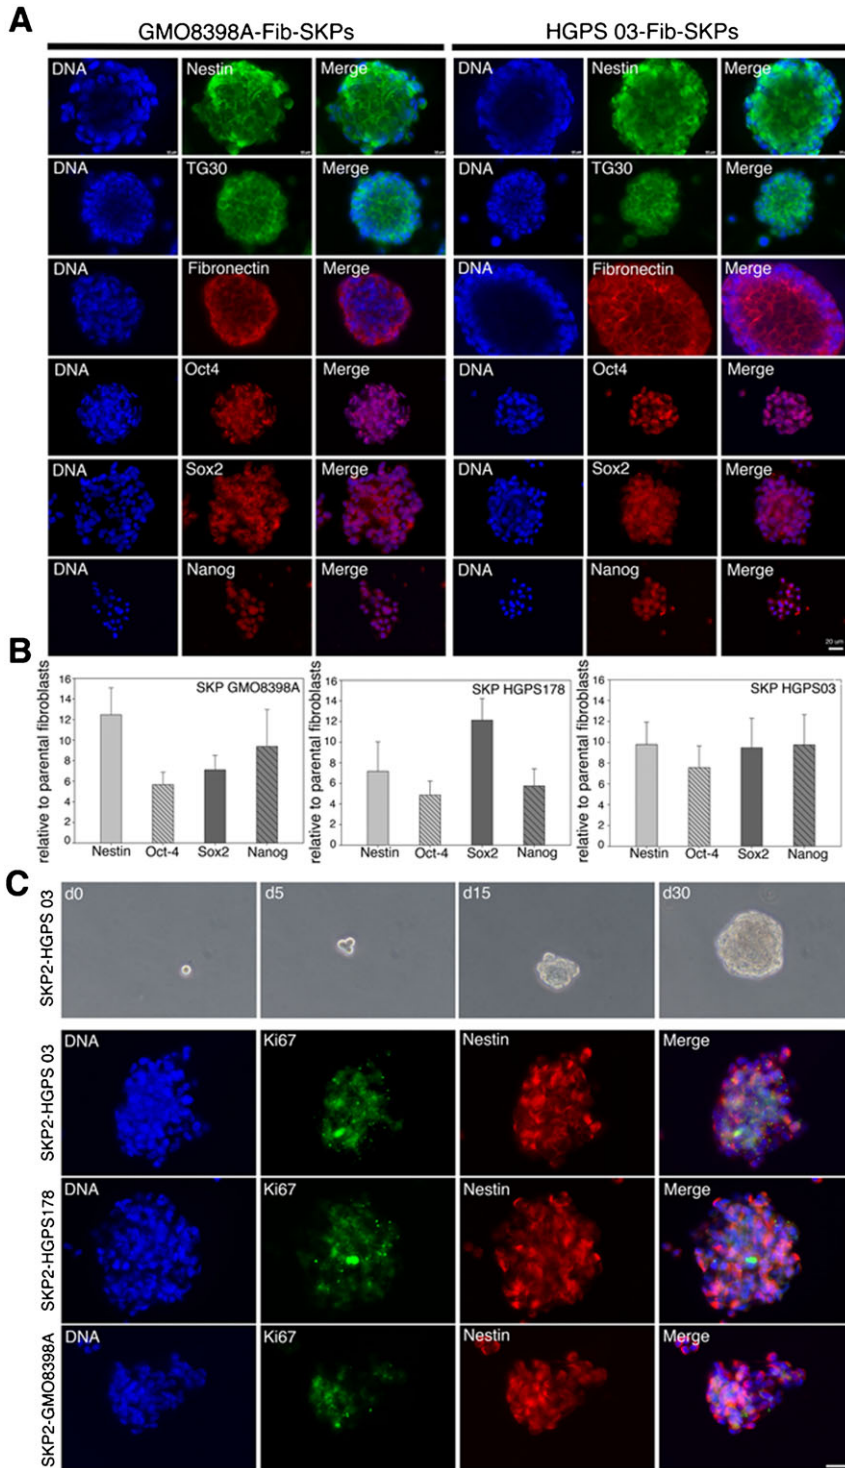 A
GMO8398A-Fib-SKPs HGPS 03-Fib-SKPs
DNA Nestin Merge DNA Nestin Merge
DNA TG30 Merge DNA TG30 Merge
DNA Fibronectin Merge DNA Fibronectin Merge
DNA Oct4 Merge DNA Oct4 Merge
DNA Sox2 Merge DNA Sox2 Merge
DNA Nanog Merge DNA Nanog Merge
20 um
B
relative to parental fibroblasts
16
14
12
10
8
6
4
2
0
SKP GMO8398A
Nestin Oct-4 Sox2 Nanog
relative to parental fibroblasts
16
14
12
10
8
6
4
2
0
SKP HGPS178
Nestin Oct-4 Sox2 Nanog
relative to parental fibroblasts
16
14
12
10
8
6
4
2
0
SKP HGPS03
Nestin Oct-4 Sox2 Nanog
C
SKP2-HGPS 03
d0 d5 d15 d30
SKP2-HGPS 03
DNA Ki67 Nestin Merge
SKP2-HGPS178
DNA Ki67 Nestin Merge
SKP2-GMO8398A
DNA Ki67 Nestin Merge